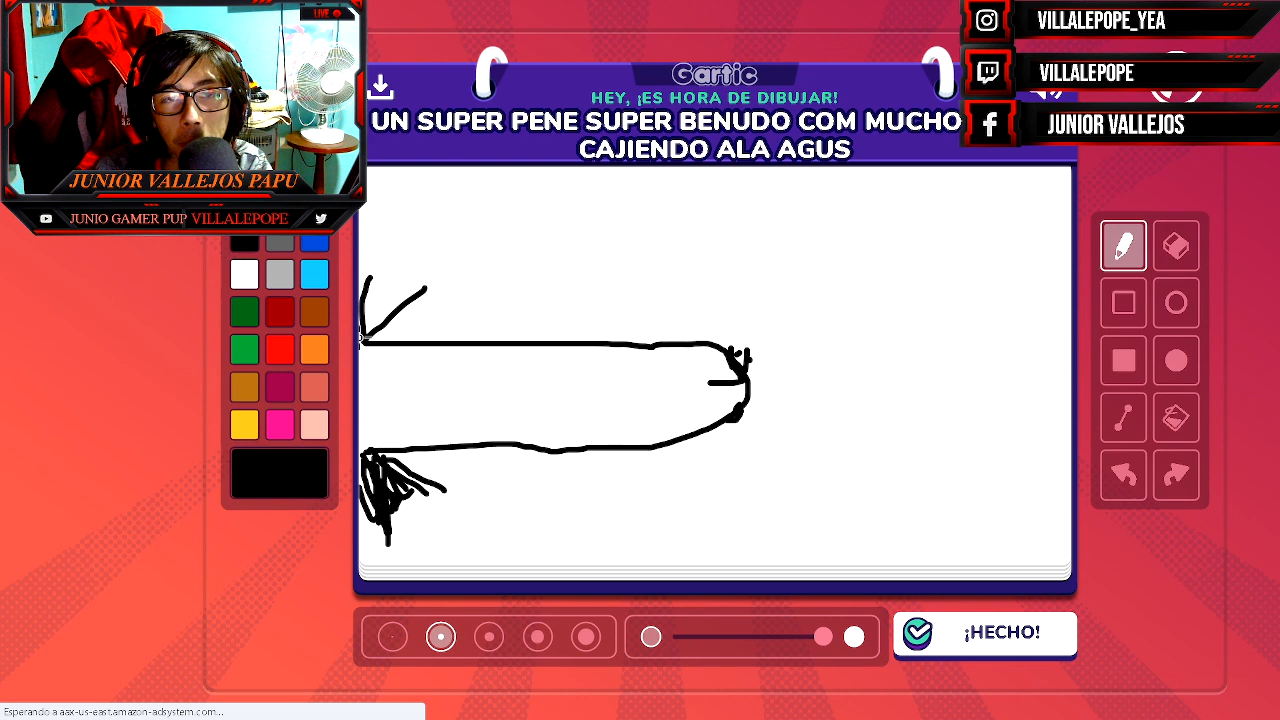 LIVE
JUNIOR VALLEJOS PAPU
JUNIO GAMER PUP VILLALEPOPE
Gartic
HEY, ¡ES HORA DE DIBUJAR!
UN SUPER PENE SUPER BENUDO COM MUCHO
CAJIENDO ALA AGUS
VILLALEPOPE_YEA
VILLALEPOPE
JUNIOR VALLEJOS
¡HECHO!
Esperando a aax-us-east.amazon-adsystem.com...